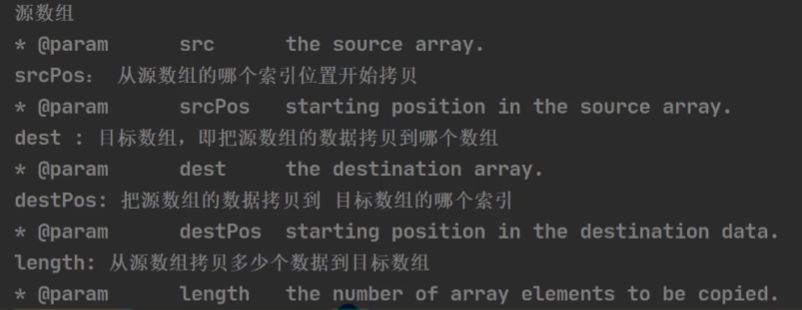 源数组
* @param      src      the source array.
srcPos： 从源数组的哪个索引位置开始拷贝
* @param      srcPos   starting position in the source array.
dest : 目标数组，即把源数组的数据拷贝到哪个数组
* @param      dest     the destination array.
destPos: 把源数组的数据拷贝到 目标数组的哪个索引
* @param      destPos  starting position in the destination data.
length: 从源数组拷贝多少个数据到目标数组
* @param      length   the number of array elements to be copied.